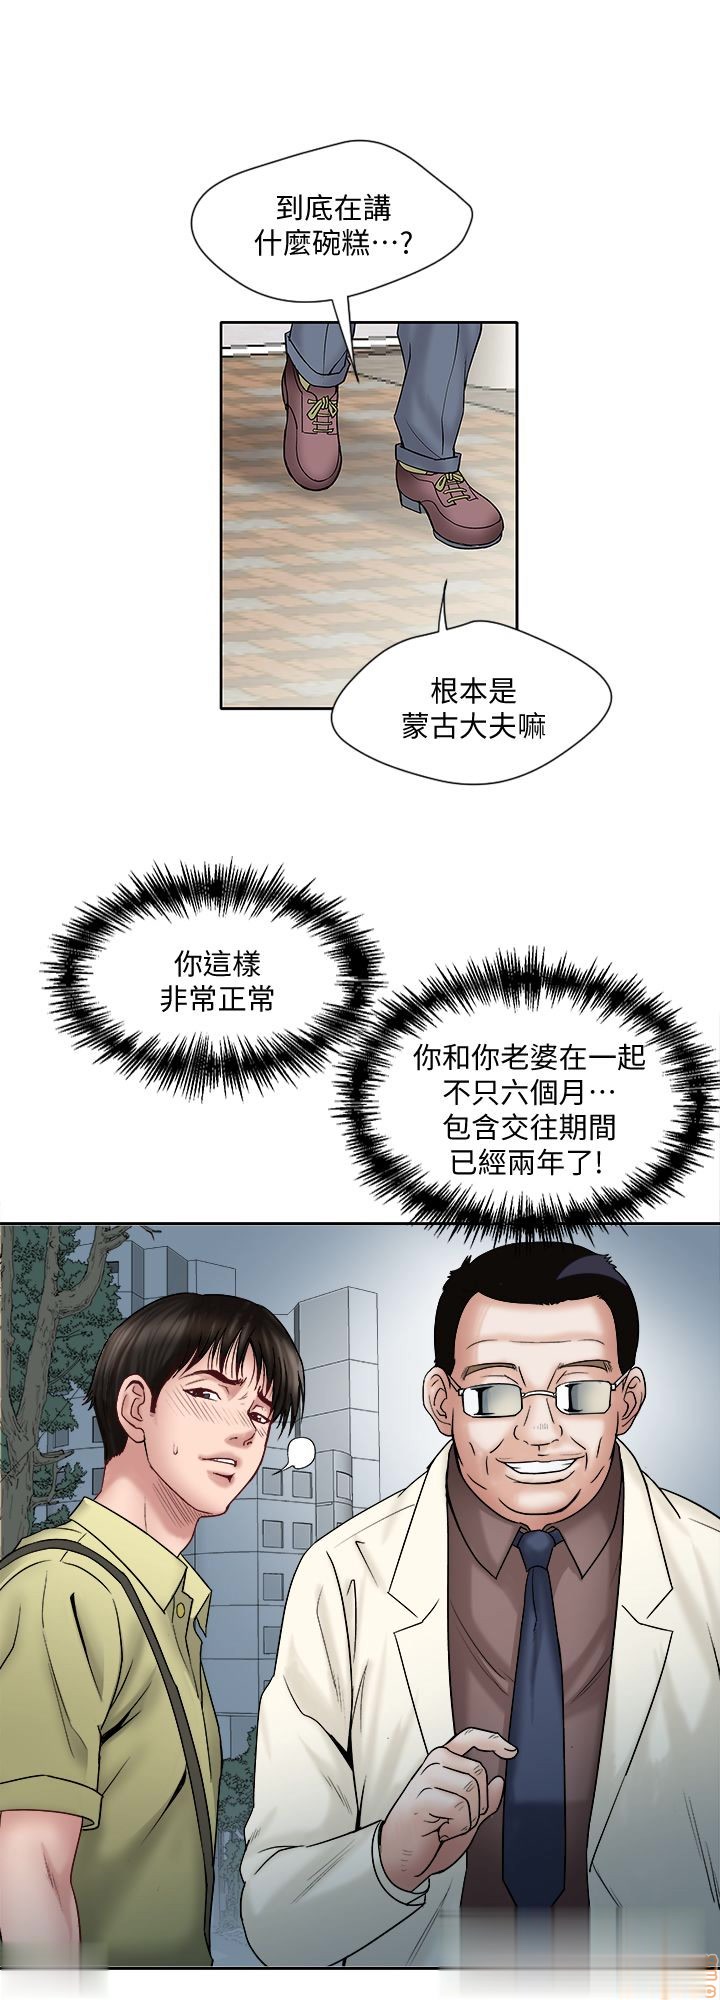 到底在講
什麼碗糕…?
根本是
蒙古大夫嘛
你這樣
非常正常
你和你老婆在一起
不只六個月…
包含交往期間
已經兩年了!